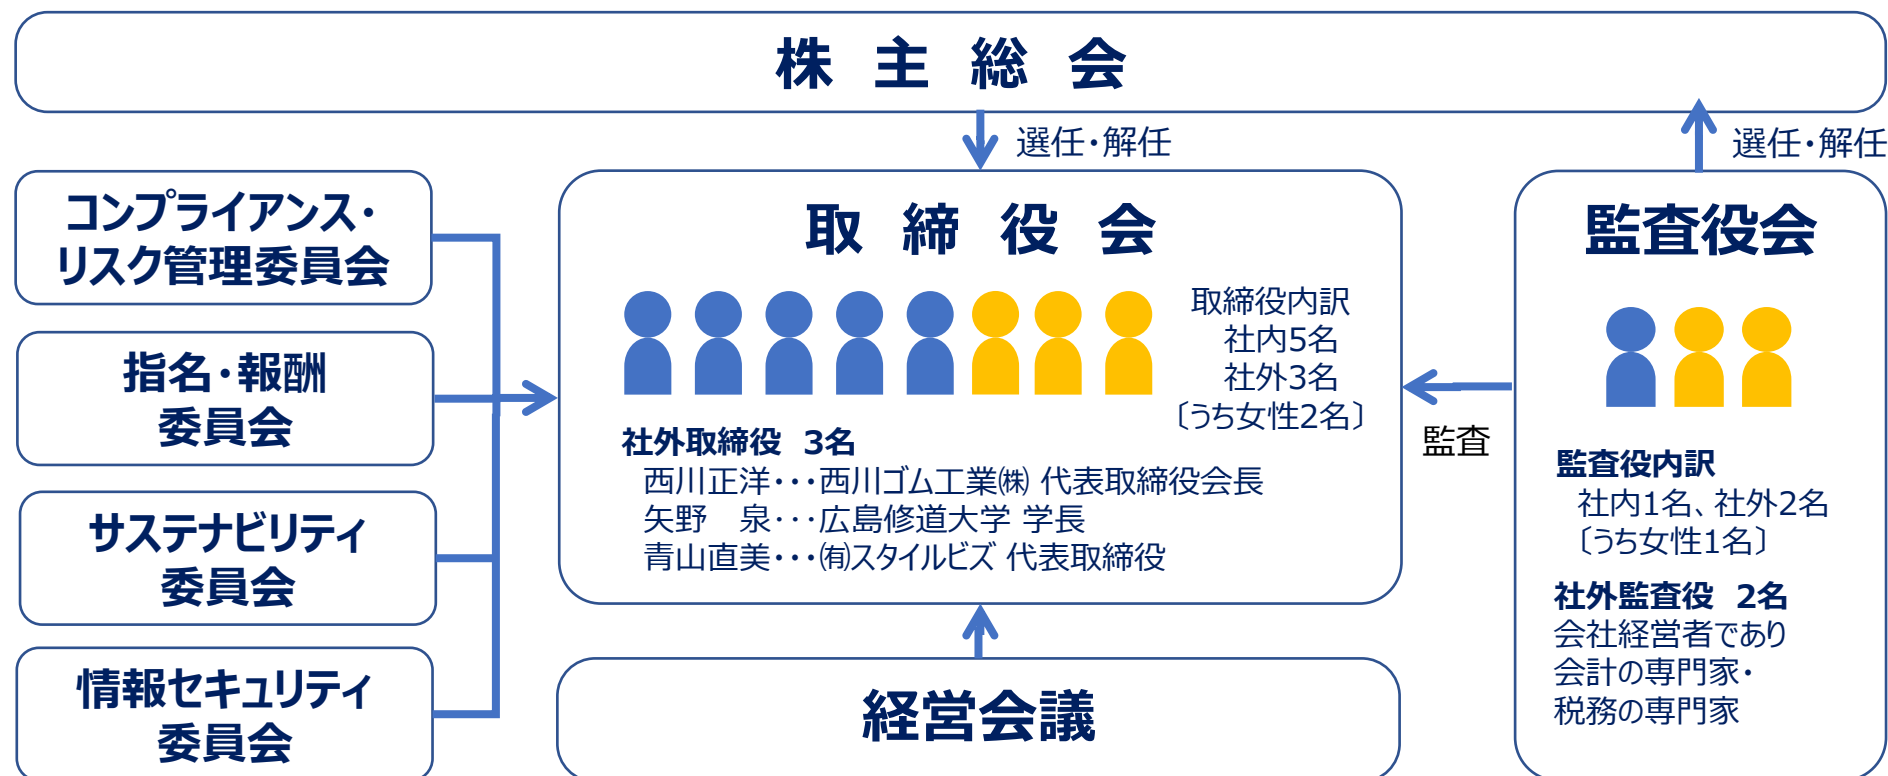 株 主 総 会
選任・解任
選任・解任
コンプライアンス・
リスク管理委員会
指名・報酬
委員会
サステナビリティ
委員会
情報セキュリティ
委員会
取 締 役 会
取締役内訳
社内5名
社外3名
〔うち女性2名〕
社外取締役 3名
西川正洋・・・西川ゴム工業㈱ 代表取締役会長
矢野　泉・・・広島修道大学 学長
青山直美・・・㈲スタイルビズ 代表取締役
監査
経営会議
監査役会
監査役内訳
社内1名、社外2名
〔うち女性1名〕
社外監査役 2名
会社経営者であり
会計の専門家・
税務の専門家